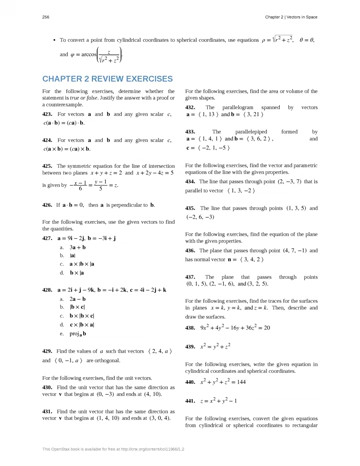 256 Chapter 2 | Vectors in Space
• To convert a point from cylindrical coordinates to spherical coordinates, use equations ρ = √(r² + z²), θ = θ,
and φ = arccos(z/√(r² + z²))
CHAPTER 2 REVIEW EXERCISES
For the following exercises, determine whether the
statement is true or false. Justify the answer with a proof or
a counterexample.
423. For vectors a and b and any given scalar c,
c(a · b) = (ca) · b.
424. For vectors a and b and any given scalar c,
c(a × b) = (ca) × b.
425. The symmetric equation for the line of intersection
between two planes x + y + z = 2 and x + 2y − 4z = 5
is given by −(x − 1)/6 = (y − 1)/5 = z.
426. If a · b = 0, then a is perpendicular to b.
For the following exercises, use the given vectors to find
the quantities.
427. a = 9i − 2j, b = −3i + j
a. 3a + b
b. |a|
c. a × |b × |a
d. b × |a
428. a = 2i + j − 9k, b = −i + 2k, c = 4i − 2j + k
a. 2a − b
b. |b × c|
c. b × |b × c|
d. c × |b × a|
e. proj_a b
429. Find the values of a such that vectors ⟨2, 4, a⟩
and ⟨0, −1, a⟩ are orthogonal.
For the following exercises, find the unit vectors.
430. Find the unit vector that has the same direction as
vector v that begins at (0, −3) and ends at (4, 10).
431. Find the unit vector that has the same direction as
vector v that begins at (1, 4, 10) and ends at (3, 0, 4).
For the following exercises, find the area or volume of the
given shapes.
432. The parallelogram spanned by vectors
a = ⟨1, 13⟩ and b = ⟨3, 21⟩
433. The parallelepiped formed by
a = ⟨1, 4, 1⟩ and b = ⟨3, 6, 2⟩, and
c = ⟨−2, 1, −5⟩
For the following exercises, find the vector and parametric
equations of the line with the given properties.
434. The line that passes through point (2, −3, 7) that is
parallel to vector ⟨1, 3, −2⟩
435. The line that passes through points (1, 3, 5) and
(−2, 6, −3)
For the following exercises, find the equation of the plane
with the given properties.
436. The plane that passes through point (4, 7, −1) and
has normal vector n = ⟨3, 4, 2⟩
437. The plane that passes through points
(0, 1, 5), (2, −1, 6), and (3, 2, 5).
For the following exercises, find the traces for the surfaces
in planes x = k, y = k, and z = k. Then, describe and
draw the surfaces.
438. 9x² + 4y² − 16y + 36z² = 20
439. x² = y² + z²
For the following exercises, write the given equation in
cylindrical coordinates and spherical coordinates.
440. x² + y² + z² = 144
441. z = x² + y² − 1
For the following exercises, convert the given equations
from cylindrical or spherical coordinates to rectangular
This OpenStax book is available for free at http://cnx.org/content/col11966/1.2